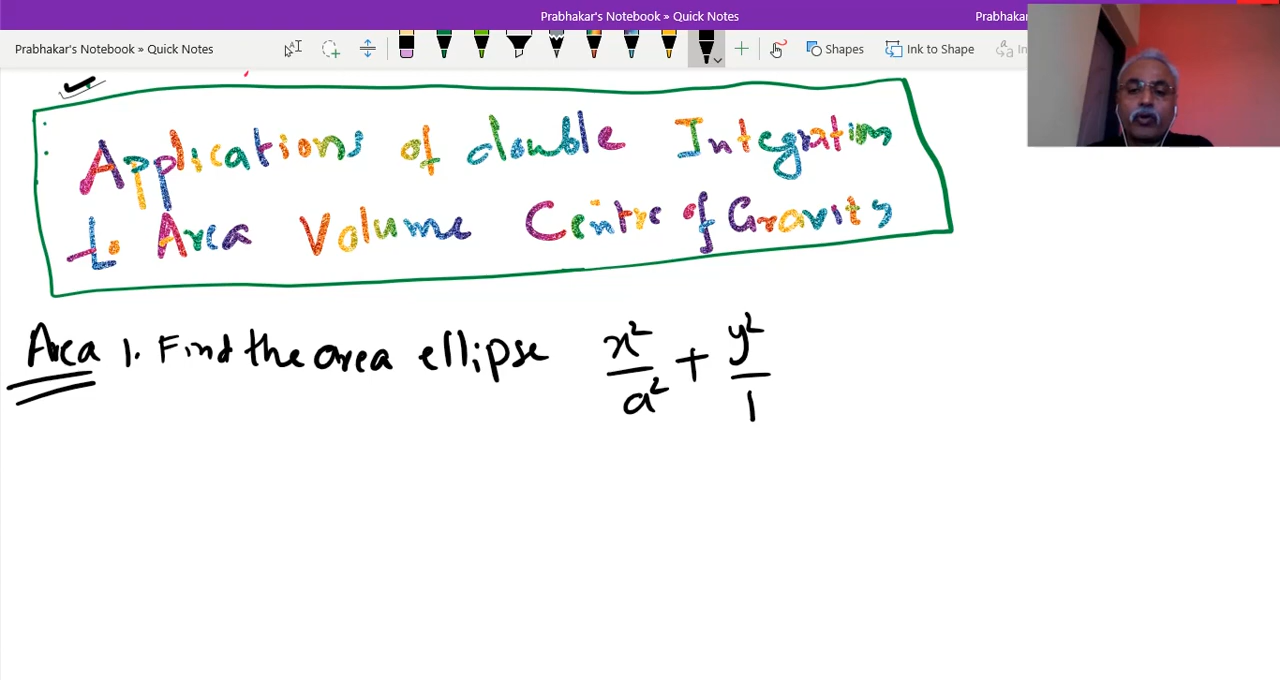 Prabhakar's Notebook » Quick Notes
Prabhakar's Notebook » Quick Notes
Shapes
Ink to Shape
In
Applications of double Integration
1. Area Volume Centre of Gravity
Area 1. Find the area ellipse x²/a² + y²/1